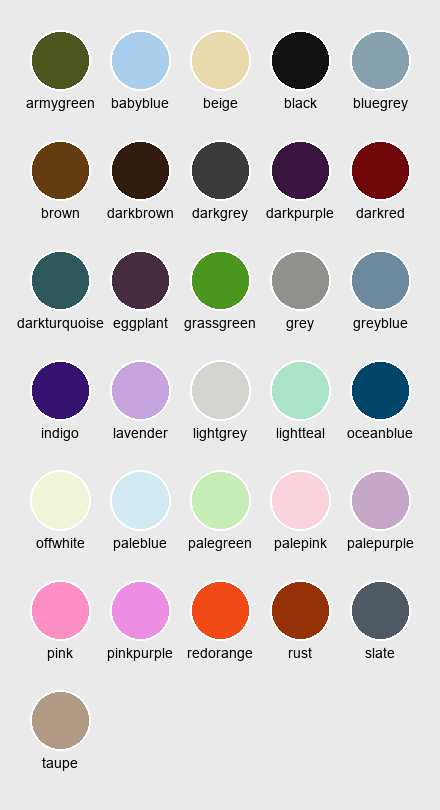 armygreen babyblue beige black bluegrey
brown darkbrown darkgrey darkpurple darkred
darkturquoise eggplant grassgreen grey greyblue
indigo lavender lightgrey lightteal oceanblue
offwhite paleblue palegreen palepink palepurple
pink pinkpurple redorange rust slate
taupe